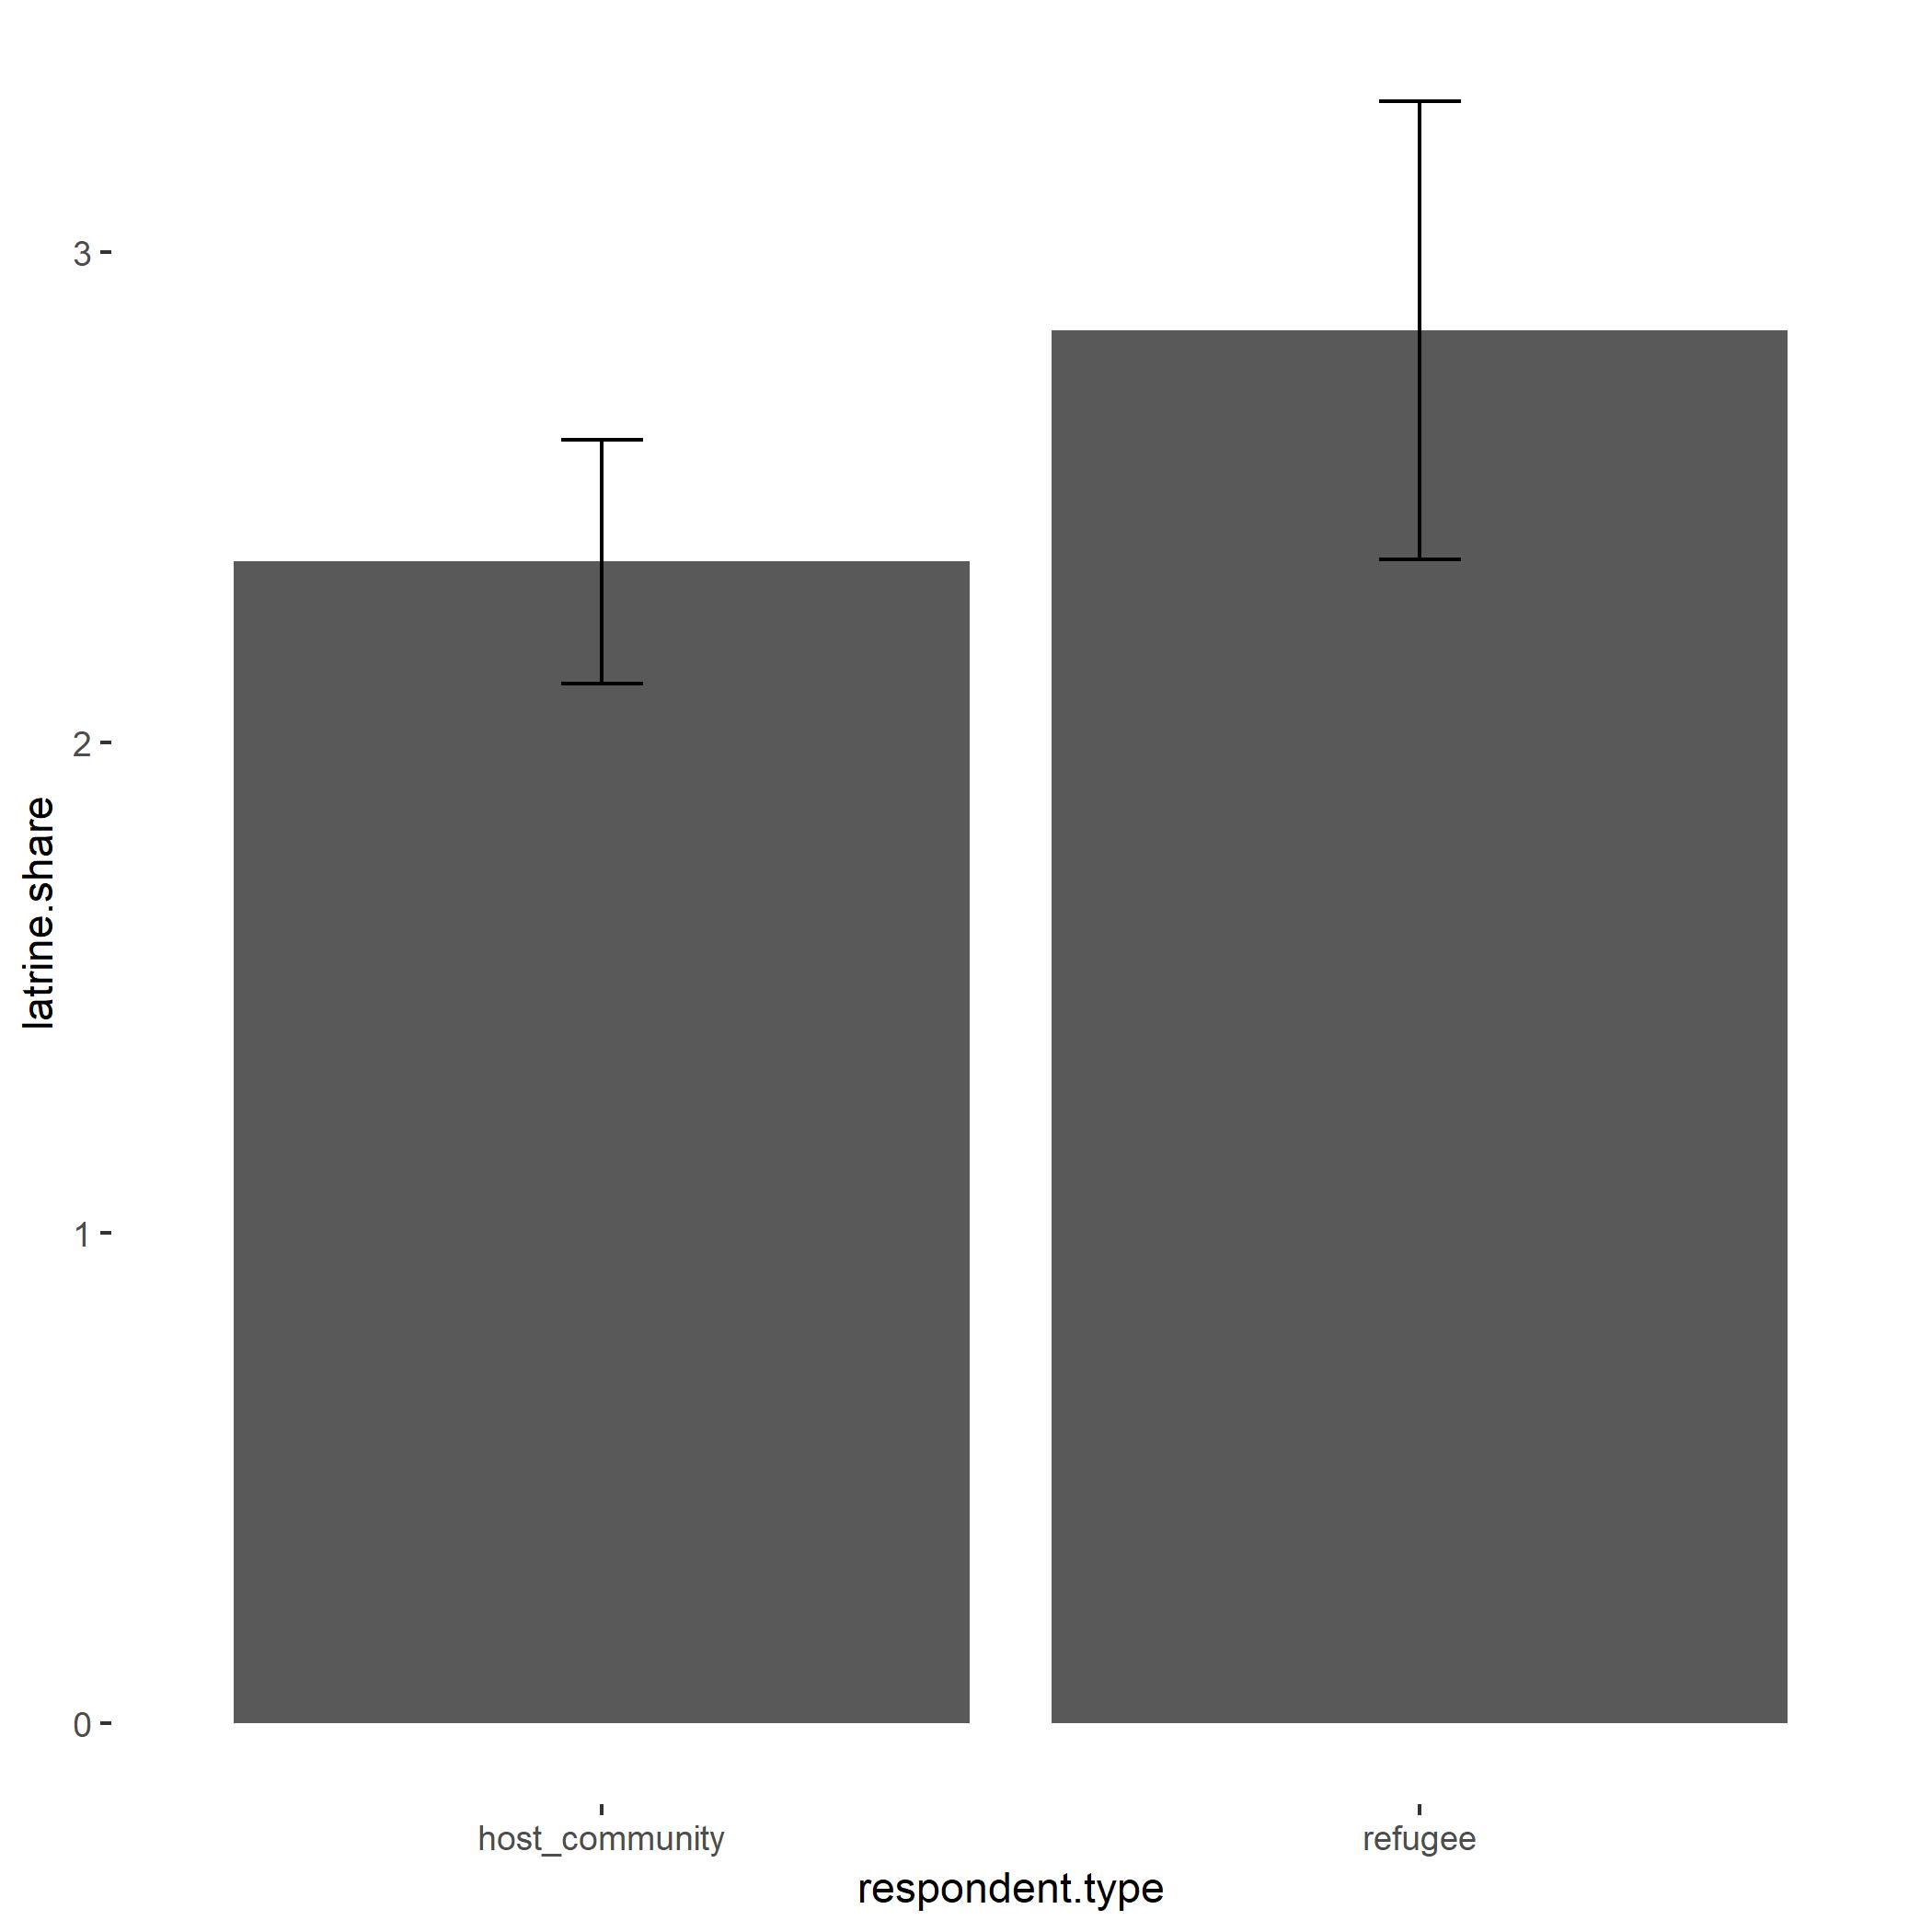 latrine.share
3
2
1
0
host_community
refugee
respondent.type